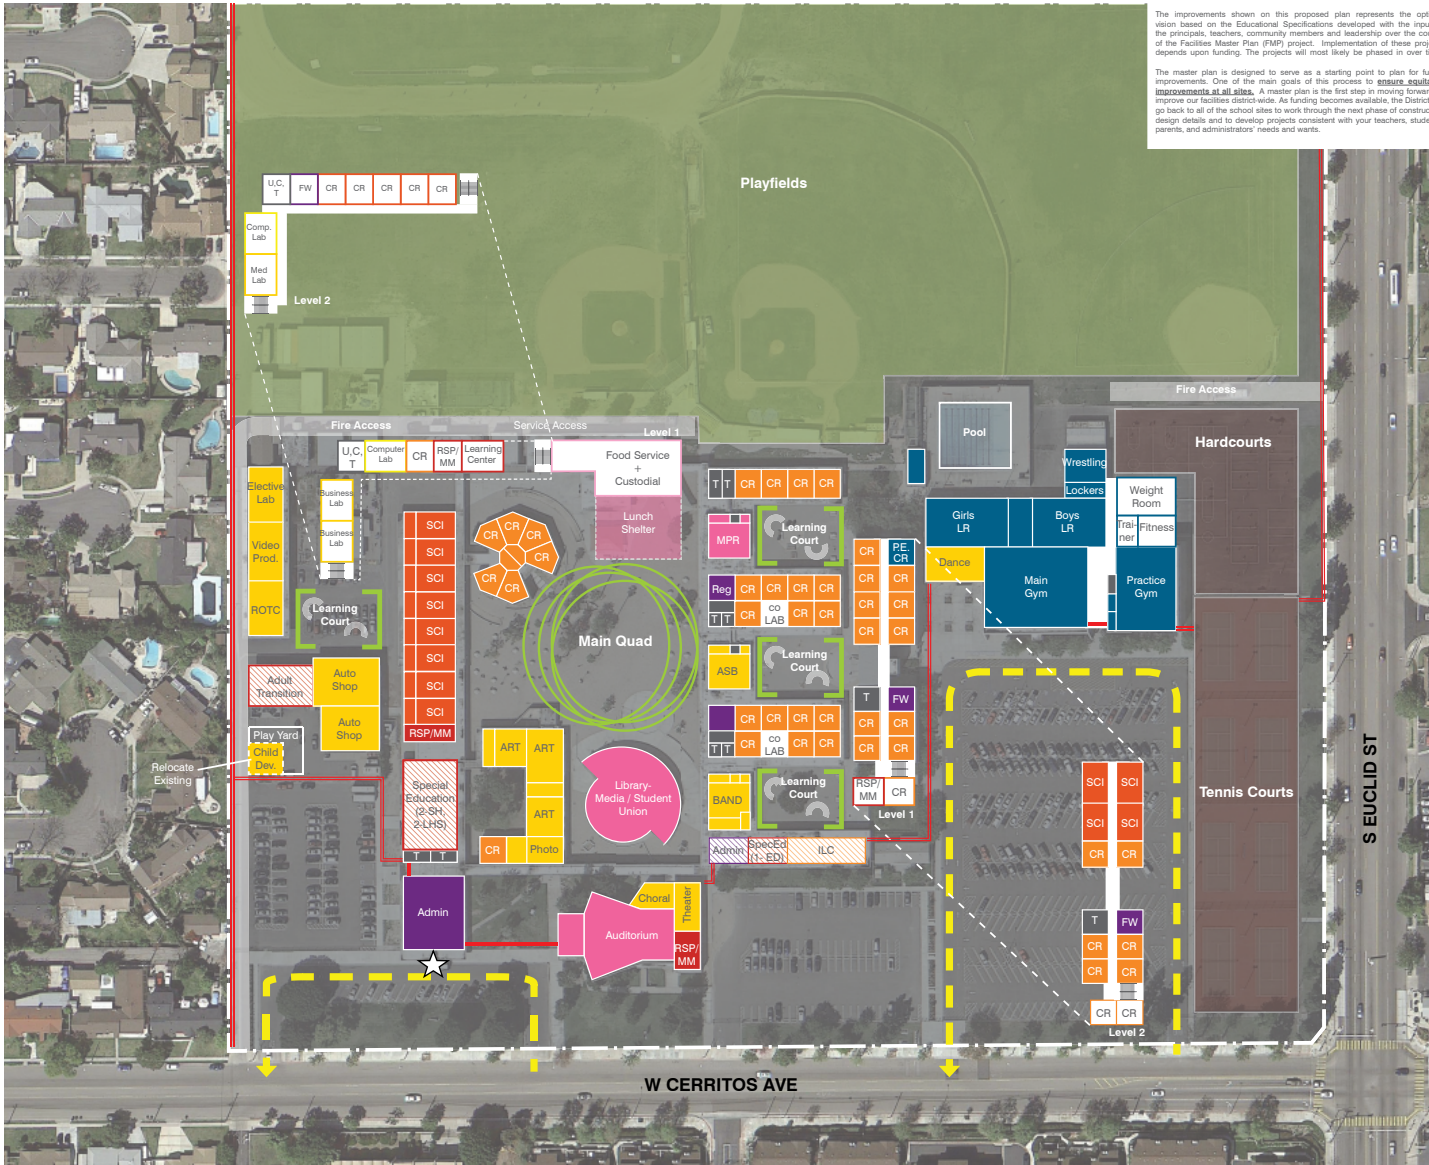 The improvements shown on this proposed plan represents the opti
vision based on the Educational Specifications developed with the inpu
the principals, teachers, community members and leadership over the co
of the Facilities Master Plan (FMP) project. Implementation of these proj
depends upon funding. The projects will most likely be phased in over ti
The master plan is designed to serve as a starting point to plan for fu
improvements. One of the main goals of this process to ensure equita
improvements at all sites. A master plan is the first step in moving forwar
improve our facilities district-wide. As funding becomes available, the District
go back to all of the school sites to work through the next phase of construc
design details and to develop projects consistent with your teachers, stude
parents, and administrators' needs and wants.
Playfields
U,C,
T
FW
CR
CR
CR
CR
CR
Comp.
Lab
Med
Lab
Level 2
Fire Access
Service Access
Level 1
Fire Access
U,C,
T
Computer
Lab
CR
RSP/
MM
Learning
Center
Food Service
+
Custodial
Lunch
Shelter
Pool
Hardcourts
Wrestling
Lockers
Weight
Room
Trai-
ner
Fitness
Girls
LR
Boys
LR
P.E.
CR
Dance
Main
Gym
Practice
Gym
Elective
Lab
Video
Prod.
ROTC
Business
Lab
Business
Lab
Learning
Court
SCI
SCI
SCI
SCI
SCI
SCI
SCI
SCI
RSP/MM
CR
CR
CR
CR
CR
CR
Main Quad
T T CR CR CR CR
MPR
Learning
Court
Reg CR CR CR CR
T T CR
co
LAB
CR CR
ASB
Learning
Court
CR CR CR CR
T T CR
co
LAB
CR CR
BAND
Learning
Court
CR
CR CR
CR CR
CR CR
T FW
CR CR
CR CR
RSP/
MM
CR
Level 1
Adult
Transition
Auto
Shop
Auto
Shop
Play Yard
Child
Dev.
Relocate
Existing
Special
Education
(2-SH,
2-LHS)
T T
ART
ART
ART
CR
Photo
Library-
Media / Student
Union
Admin
SpecEd
(1- ED)
ILC
Admin
Auditorium
Choral
Theater
RSP/
MM
SCI SCI
SCI SCI
CR CR
T FW
CR CR
CR CR
CR CR
Level 2
Tennis Courts
S EUCLID ST
W CERRITOS AVE